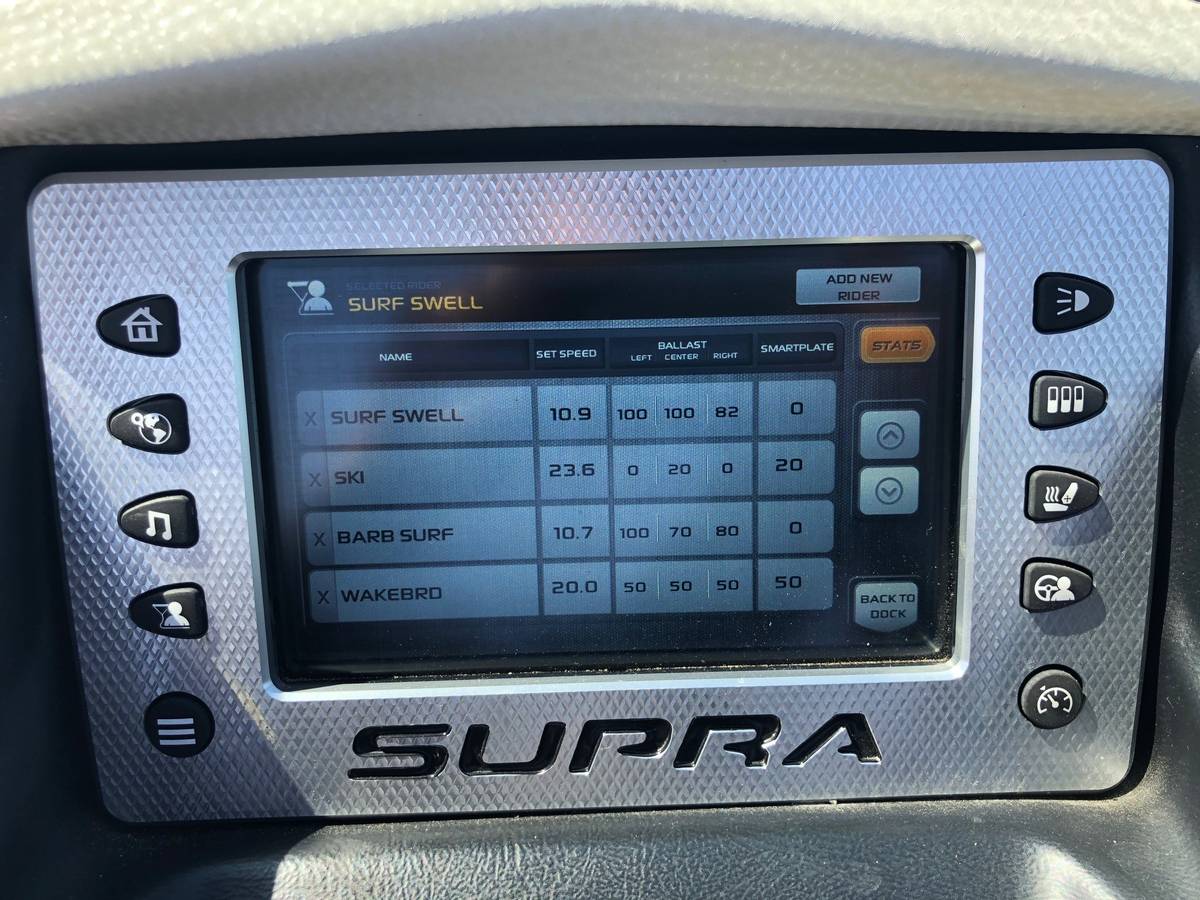 SELECTED RIDER
SURF SWELL
ADD NEW
RIDER
NAME SET SPEED BALLAST SMARTPLATE
LEFT CENTER RIGHT
STATS
X SURF SWELL 10.9 100 100 82 0
X SKI 23.6 0 20 0 20
X BARB SURF 10.7 100 70 80 0
X WAKEBRD 20.0 50 50 50 50
BACK TO
DOCK
SUPRA